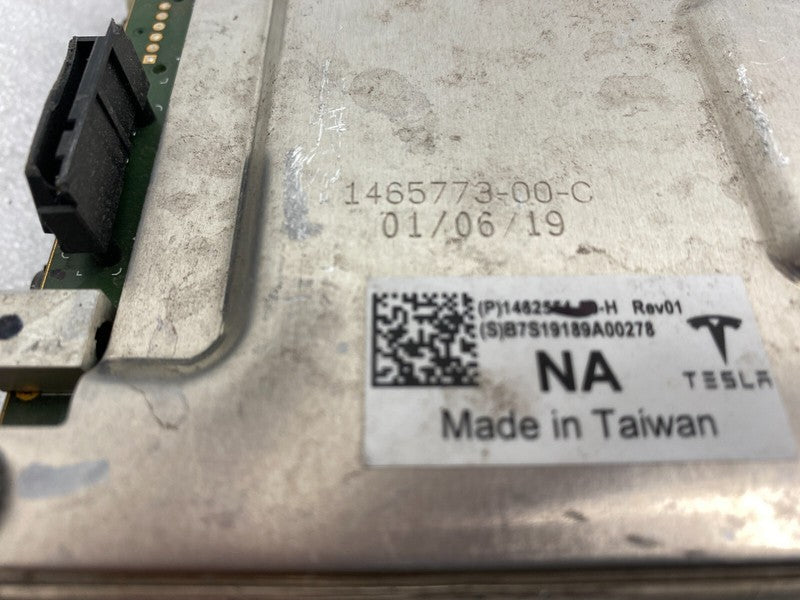 1465773-00-C
01/06/19
-H Rev01
(S)B7S19189A00278
NA
TESLA
Made in Taiwan